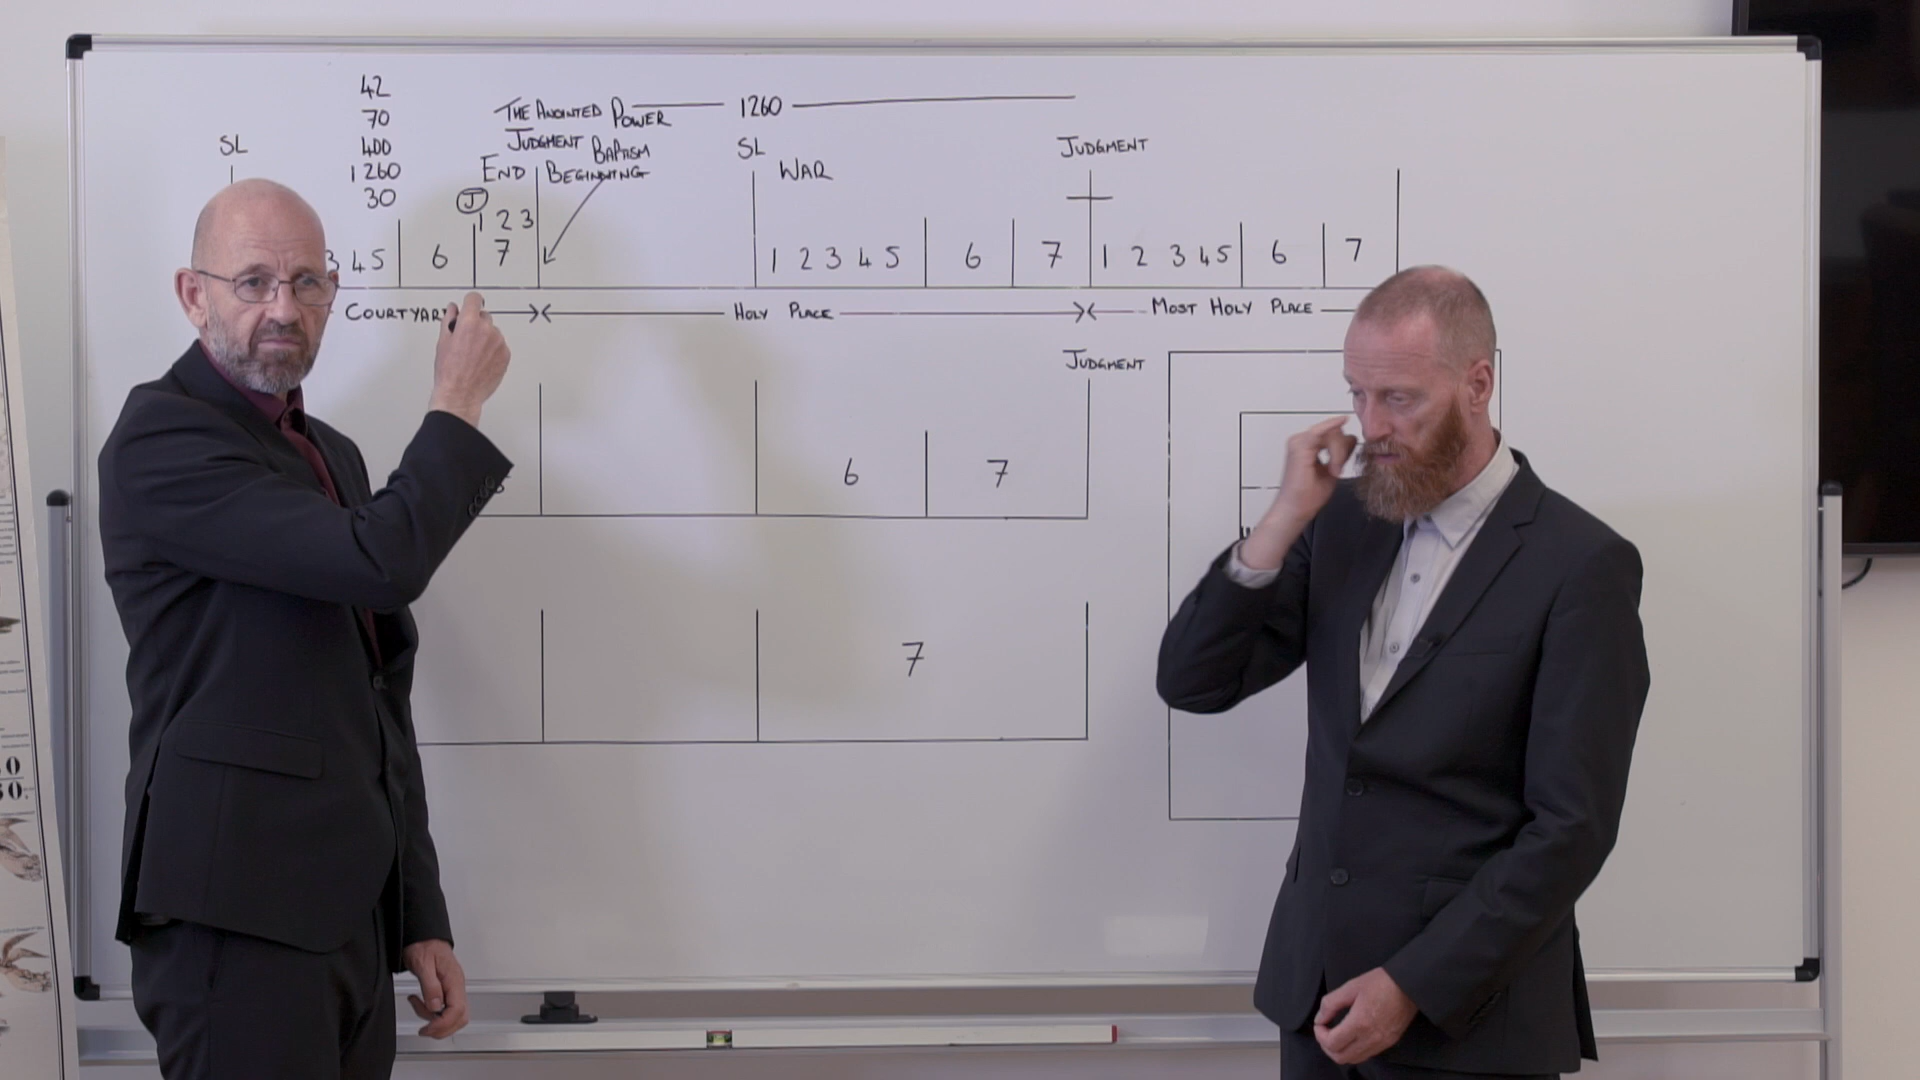 42
70
400
1260
30
THE ANOINTED POWER 1260
JUDGMENT BAPTISM
SL SL JUDGMENT
END BEGINNING WAR
J
1 2 3
3 4 5 6 7 1 2 3 4 5 6 7 1 2 3 4 5 6 7
COURTYARD HOLY PLACE MOST HOLY PLACE
JUDGMENT
6 7
7